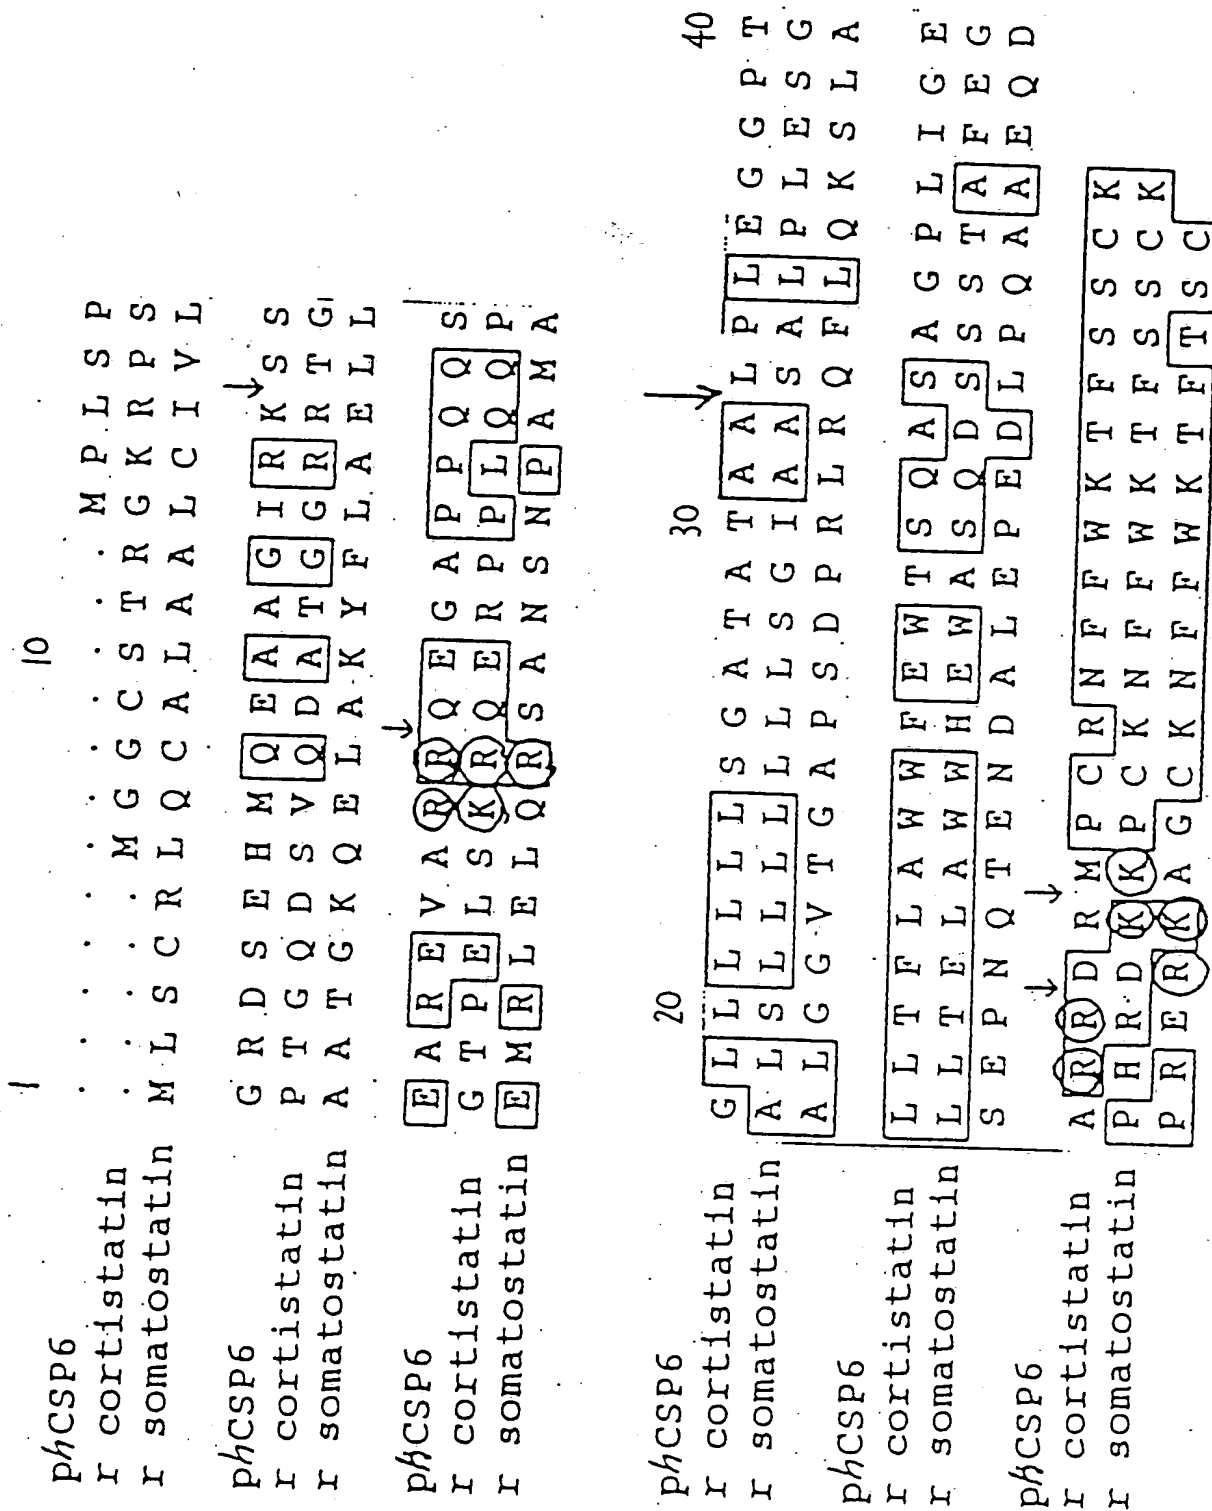 1 10
phCSP6 . . . . . . . . . . . . M P L S P
r cortistatin . . . . . M G G C S T R G K R P S
r somatostatin M L S C R L Q C A L A A L C I V L
phCSP6 G R D S E H M Q E A A G I R K S S
r cortistatin P T G Q D S V Q D A T G G R R T G
r somatostatin A A T G K Q E L A K Y F L A E L L
phCSP6 E A R E V A R R Q E G A P P Q Q S
r cortistatin G T P E L S K R Q E R P P L Q Q P
r somatostatin E M R L E L Q R S A N S N P A M A
20 30 40
phCSP6 G L L L L L L S G A T A T A A L P L E G G P T
r cortistatin A L S L L L L L L L S G I A A S A L P L E S G
r somatostatin A L G G V T G A P S D P R L R Q F L Q K S L A
phCSP6 L L T F L A W W F E W T S Q A S A G P L I G E
r cortistatin L L T E L A W W H E W A S Q D S S S T A F E G
r somatostatin S E P N Q T E N D A L E P E D L P Q A A E Q D
phCSP6 A R R D R M P C R N F F W K T F S S C K
r cortistatin P H R D K K P C K N F F W K T F S S C K
r somatostatin P R E R K A G C K N F F W K T F T S C